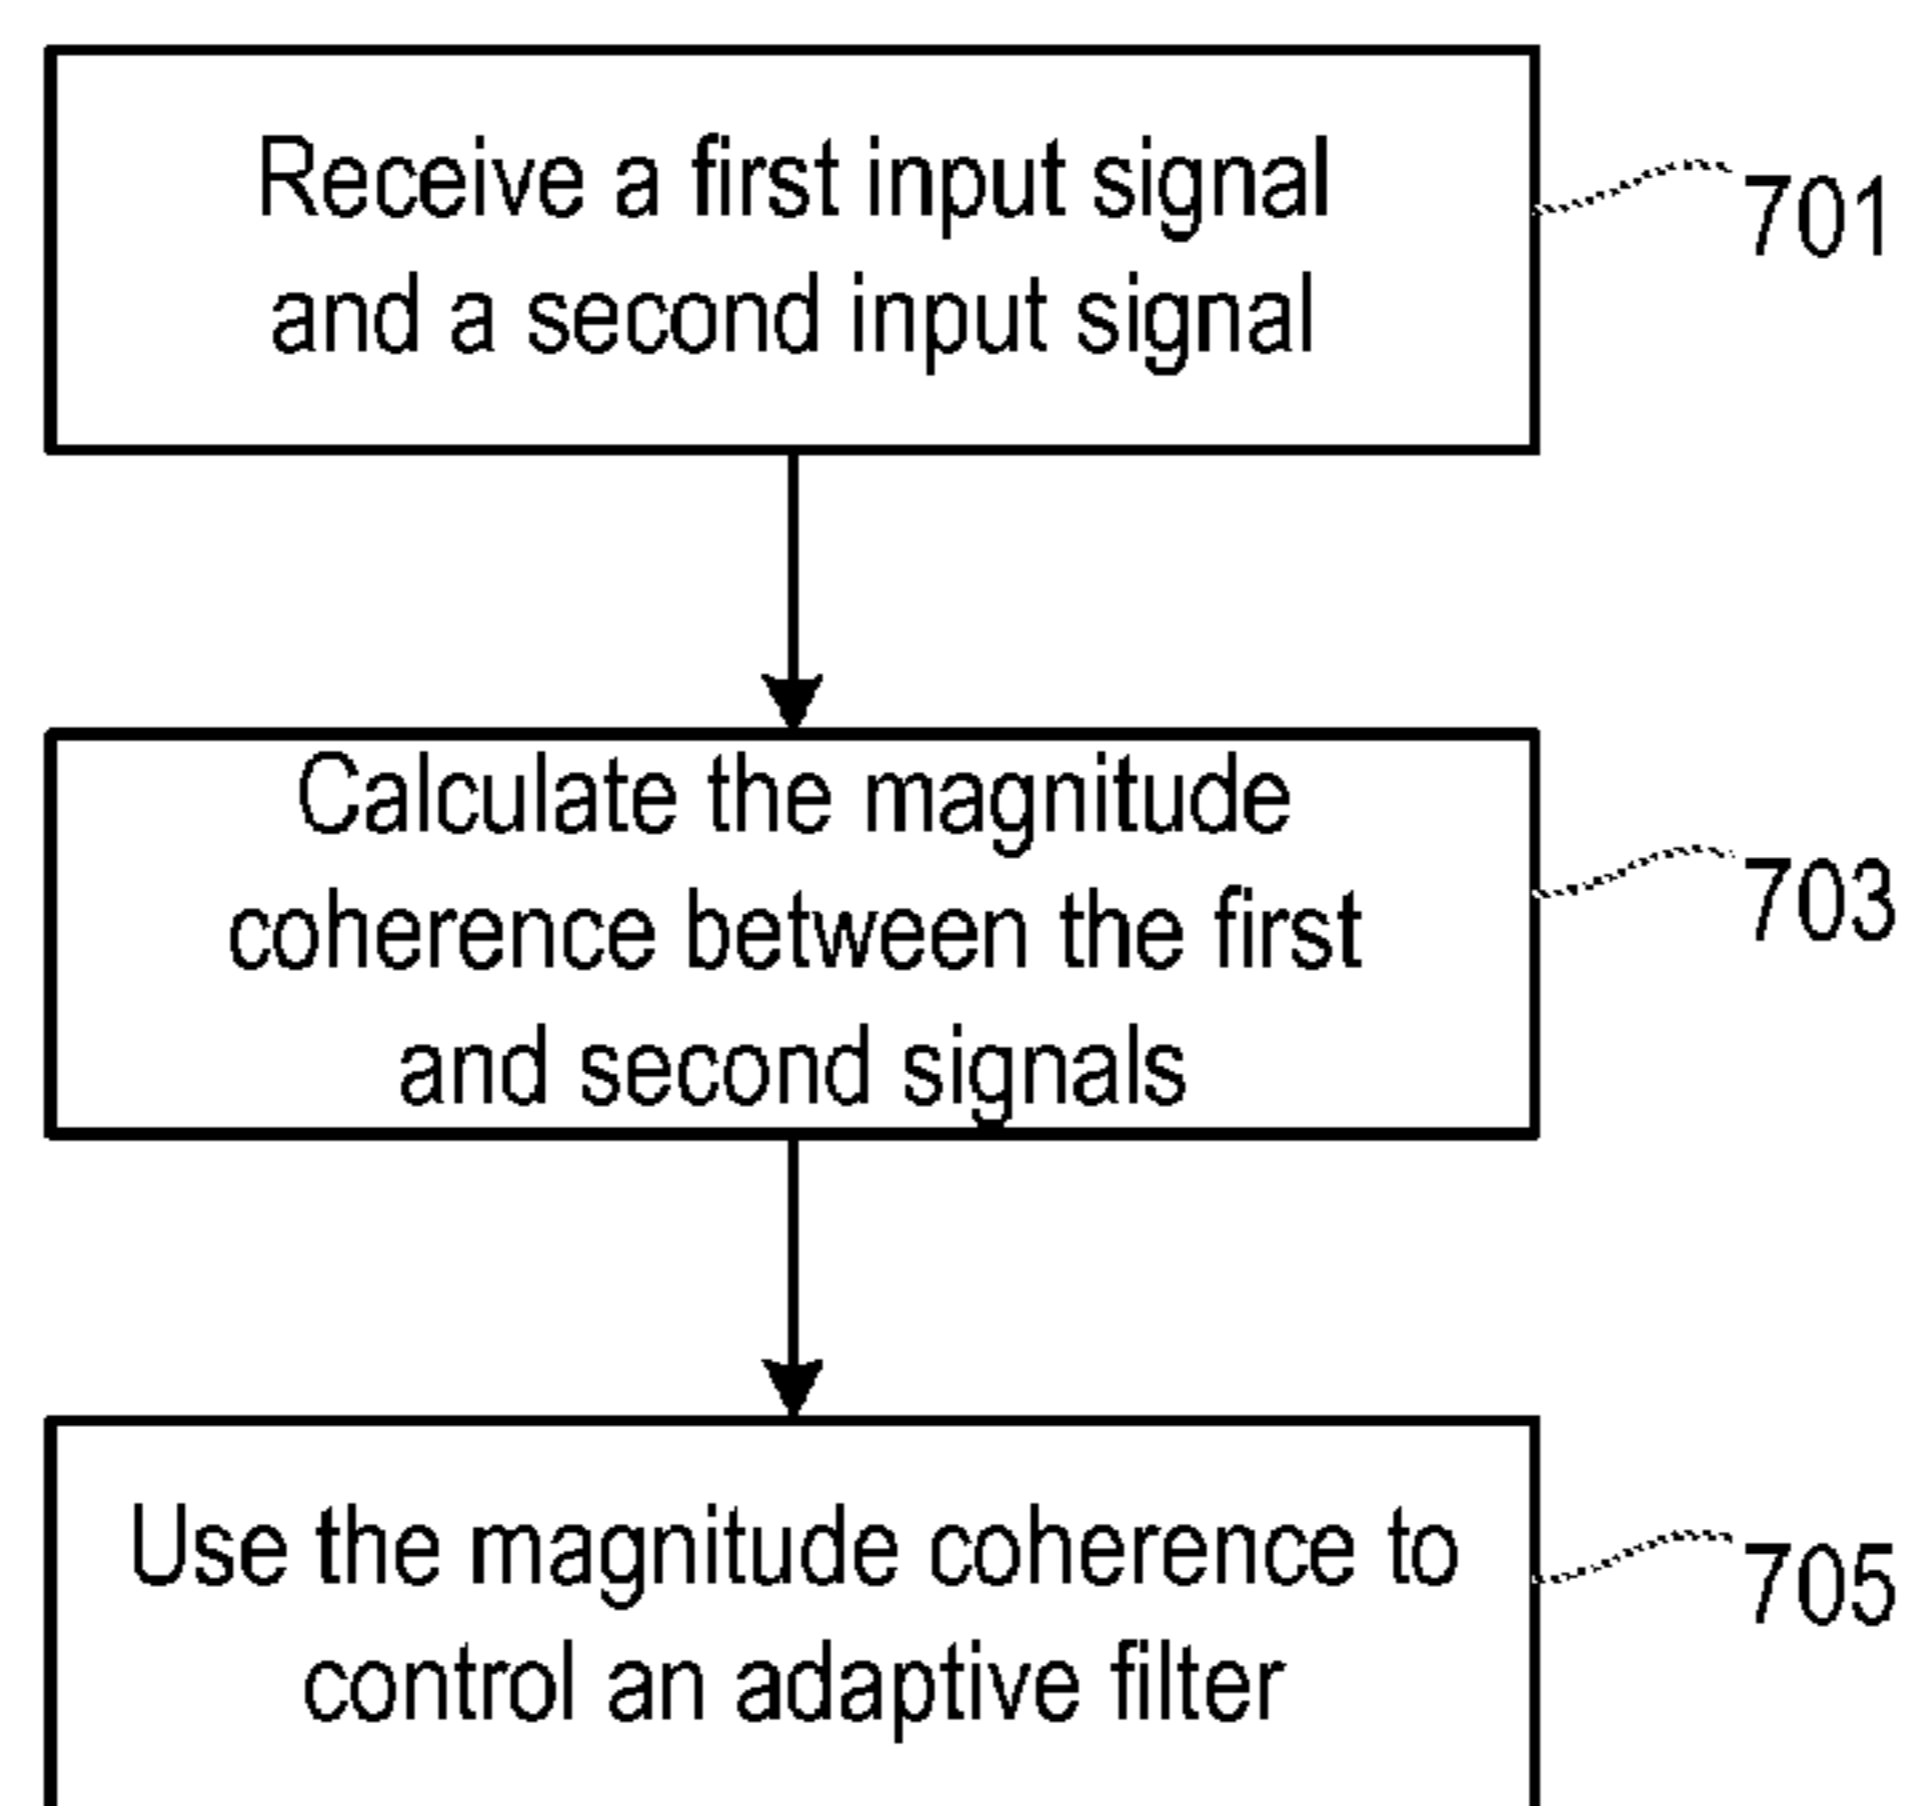 Receive a first input signal
and a second input signal
701
Calculate the magnitude
coherence between the first
and second signals
703
Use the magnitude coherence to
control an adaptive filter
705